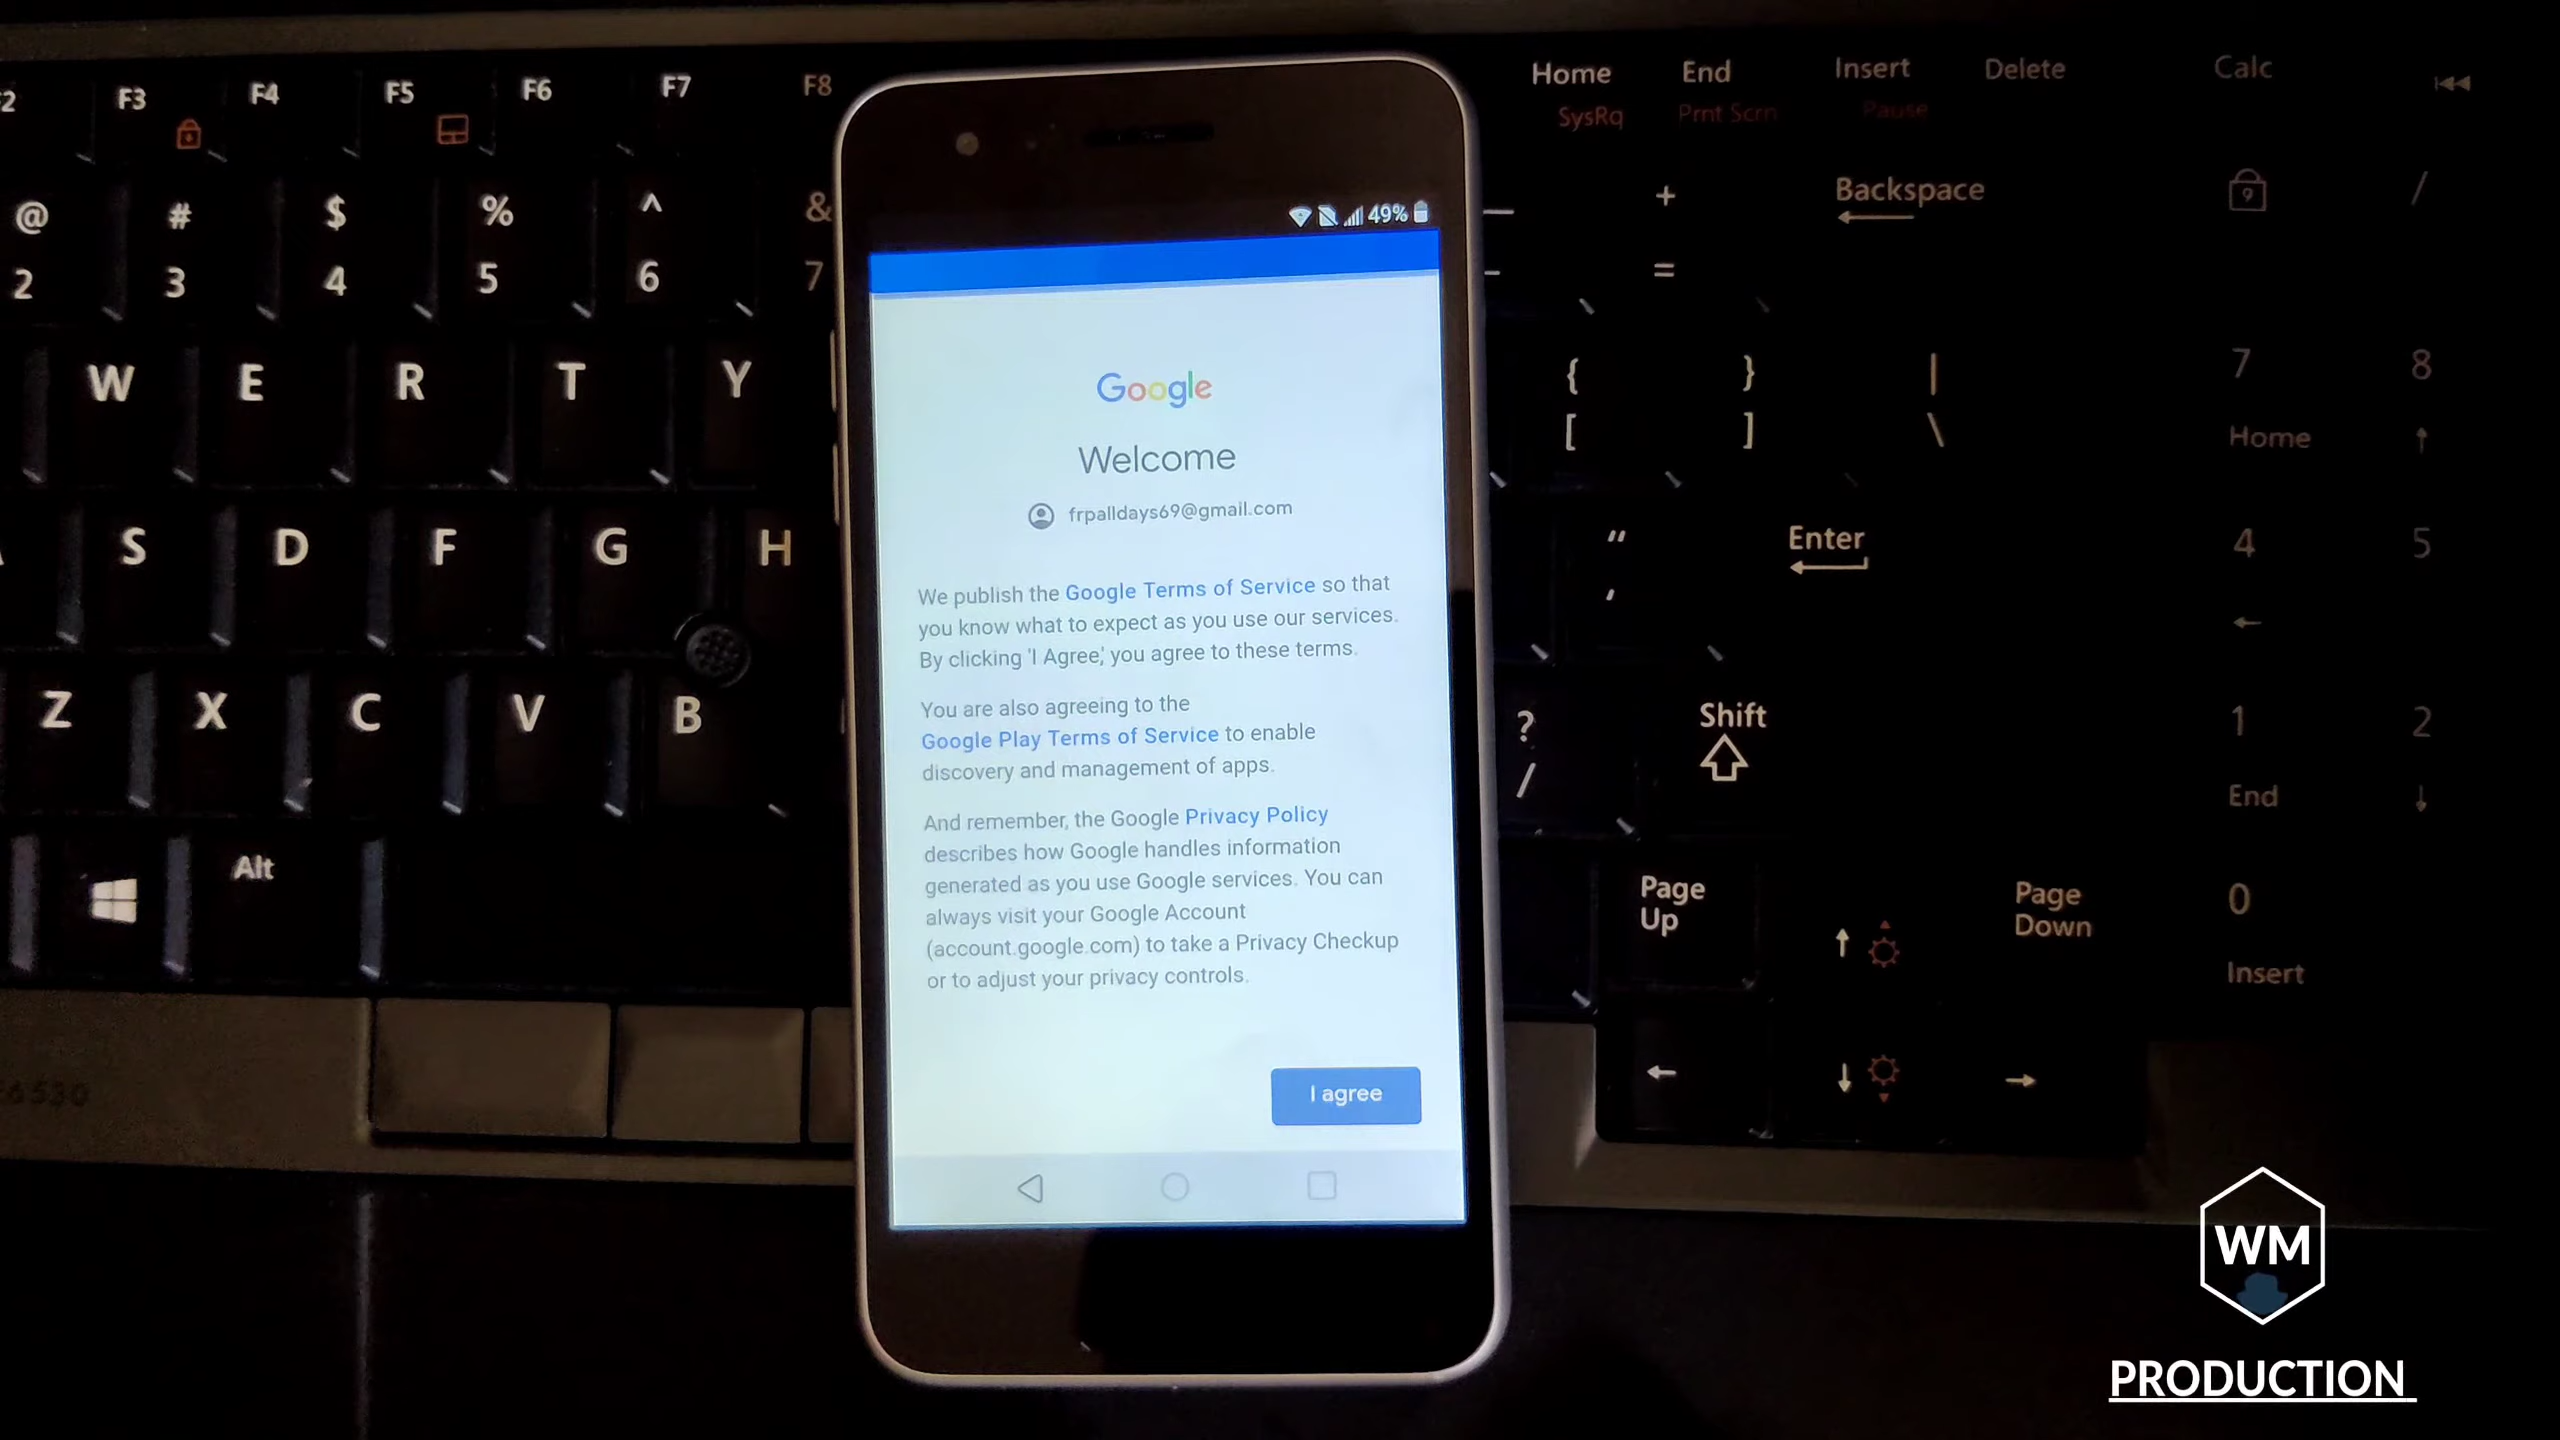 2 F3 F4 F5 F6 F7 F8 Home End Insert Delete Calc
SysRq Prnt Scrn Pause
@ # $ % ^ & — + Backspace 9 /
2 3 4 5 6 7 - =
49%
W E R T Y { } | 7 8
[ ] \ Home
Google
Welcome
frpalldays69@gmail.com
We publish the Google Terms of Service so that
you know what to expect as you use our services.
By clicking 'I Agree', you agree to these terms.
You are also agreeing to the
Google Play Terms of Service to enable
discovery and management of apps.
And remember, the Google Privacy Policy
describes how Google handles information
generated as you use Google services. You can
always visit your Google Account
(account.google.com) to take a Privacy Checkup
or to adjust your privacy controls.
I agree
S D F G H " Enter 4 5
'
Z X C V B ? Shift 1 2
/ End
Alt Page Up Page Down 0
Insert
E6530
WM
PRODUCTION